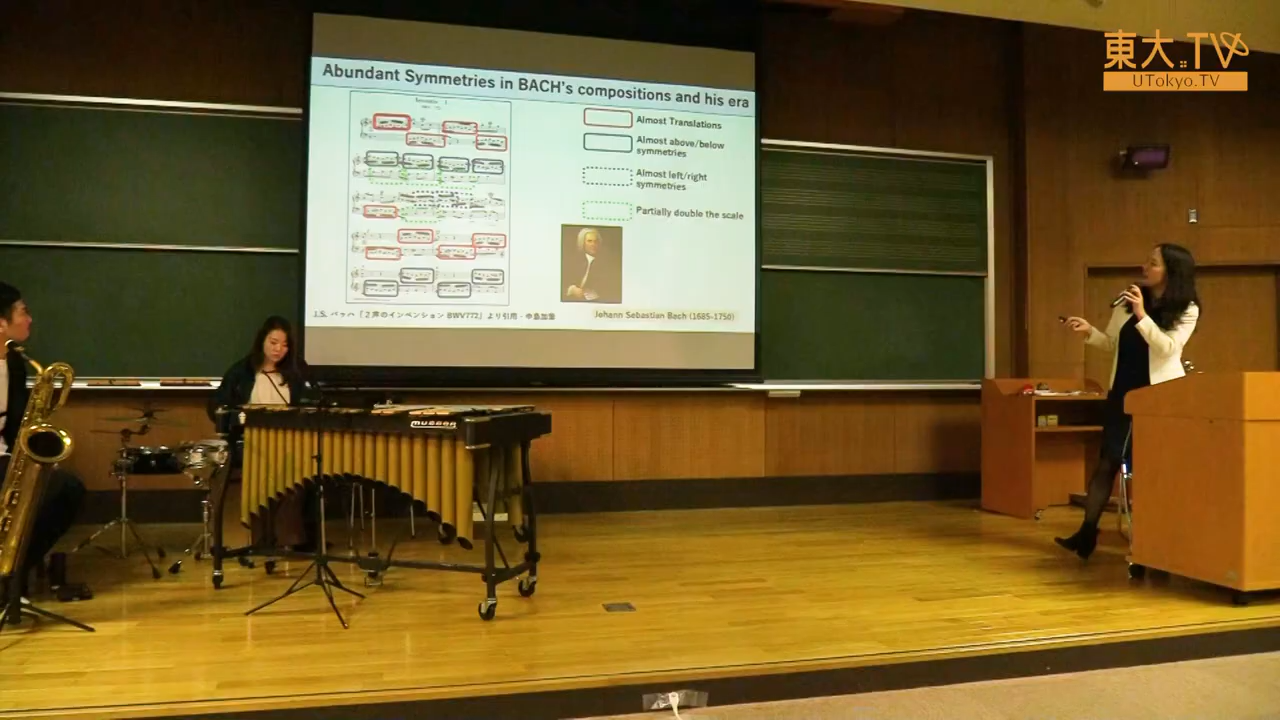 東大.:TV
UTokyo.TV
Abundant Symmetries in BACH's compositions and his era
Almost Translations
Almost above/below
symmetries
Almost left/right
symmetries
Partially double the scale
J.S. バッハ「2声のインベンション BWV772」より引用・中島加筆
Johann Sebastian Bach (1685-1750)
musser